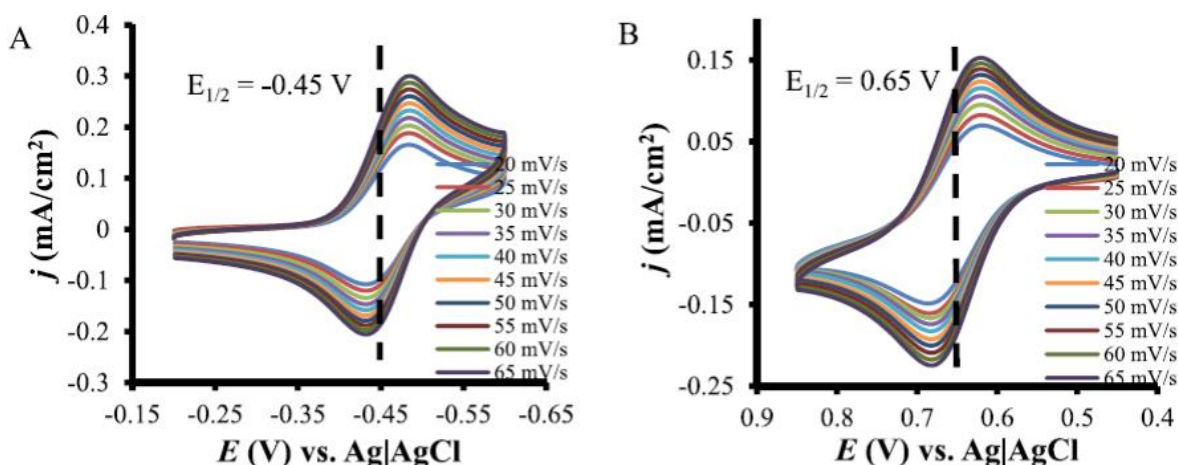 A
E1/2 = -0.45 V
j (mA/cm2)
0.4
0.3
0.2
0.1
0
-0.1
-0.2
-0.3
20 mV/s
25 mV/s
30 mV/s
35 mV/s
40 mV/s
45 mV/s
50 mV/s
55 mV/s
60 mV/s
65 mV/s
-0.15 -0.25 -0.35 -0.45 -0.55 -0.65
E (V) vs. Ag|AgCl
B
E1/2 = 0.65 V
j (mA/cm2)
0.15
0.05
-0.05
-0.15
-0.25
20 mV/s
25 mV/s
30 mV/s
35 mV/s
40 mV/s
45 mV/s
50 mV/s
55 mV/s
60 mV/s
65 mV/s
0.9 0.8 0.7 0.6 0.5 0.4
E (V) vs. Ag|AgCl